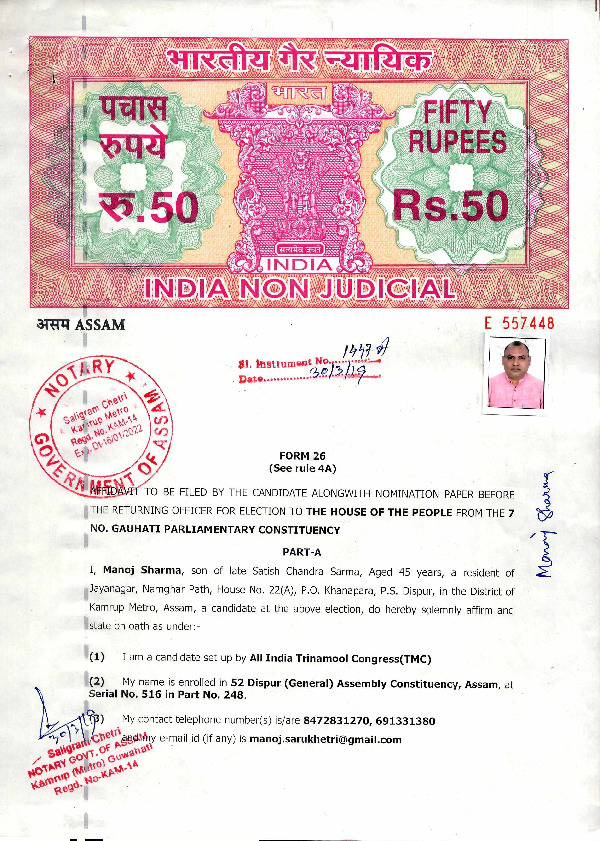 भारतीय गैर न्यायिक
भारत
पचास
रुपये
रु.50
FIFTY
RUPEES
Rs.50
सत्यमेव जयते
INDIA
INDIA NON JUDICIAL
असम ASSAM
E 557448
Sl. Instrument No. 1447
Date 30/3/19
NOTARY
Saligram Chetri
Kamrup Metro
Regd. No. KAM-14
Exp. Dt-16/01/2022
GOVERNMENT OF ASSAM
FORM 26
(See rule 4A)
AFFIDAVIT TO BE FILED BY THE CANDIDATE ALONGWITH NOMINATION PAPER BEFORE
THE RETURNING OFFICER FOR ELECTION TO THE HOUSE OF THE PEOPLE FROM THE 7
NO. GAUHATI PARLIAMENTARY CONSTITUENCY
Manoj Sharma
PART-A
I, Manoj Sharma, son of late Satish Chandra Sarma, Aged 45 years, a resident of
Jayanagar, Namghar Path, House No. 22(A), P.O. Khanapara, P.S. Dispur, in the District of
Kamrup Metro, Assam, a candidate at the above election, do hereby solemnly affirm and
state on oath as under:-
(1) I am a candidate set up by All India Trinamool Congress(TMC)
(2) My name is enrolled in 52 Dispur (General) Assembly Constituency, Assam, at
Serial No. 516 in Part No. 248.
(3) My contact telephone number(s) is/are 8472831270, 691331380
and my e-mail id (if any) is manoj.sarukhetri@gmail.com
30/3/19
Saligram Chetri
NOTARY GOVT. OF ASSAM
Kamrup (Metro) Guwahati
Regd. No-KAM-14